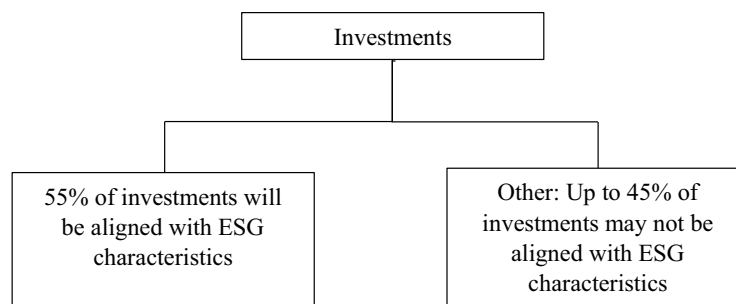 Investments
55% of investments will
be aligned with ESG
characteristics
Other: Up to 45% of
investments may not be
aligned with ESG
characteristics